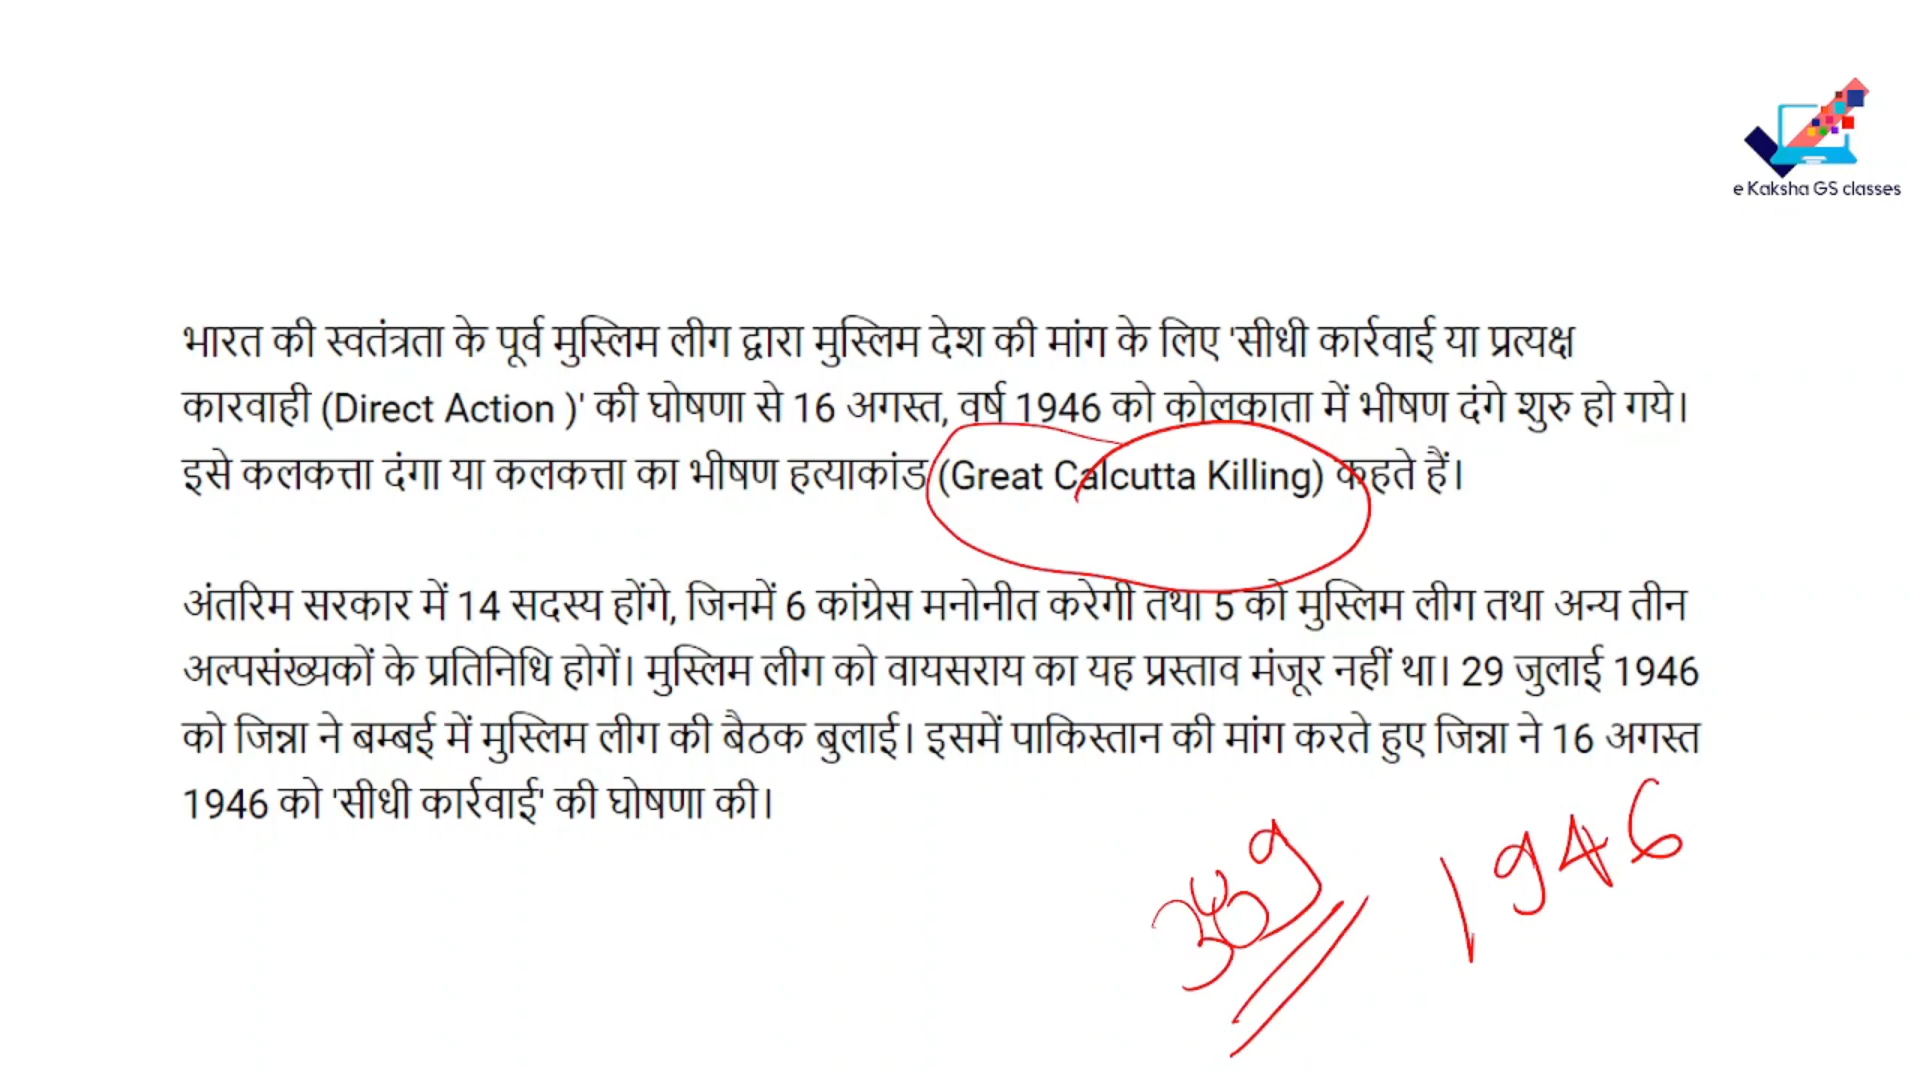 e Kaksha GS classes
भारत की स्वतंत्रता के पूर्व मुस्लिम लीग द्वारा मुस्लिम देश की मांग के लिए 'सीधी कार्रवाई या प्रत्यक्ष
कारवाही (Direct Action )' की घोषणा से 16 अगस्त, वर्ष 1946 को कोलकाता में भीषण दंगे शुरु हो गये।
इसे कलकत्ता दंगा या कलकत्ता का भीषण हत्याकांड (Great Calcutta Killing) कहते हैं।
अंतरिम सरकार में 14 सदस्य होंगे, जिनमें 6 कांग्रेस मनोनीत करेगी तथा 5 को मुस्लिम लीग तथा अन्य तीन
अल्पसंख्यकों के प्रतिनिधि होगें। मुस्लिम लीग को वायसराय का यह प्रस्ताव मंजूर नहीं था। 29 जुलाई 1946
को जिन्ना ने बम्बई में मुस्लिम लीग की बैठक बुलाई। इसमें पाकिस्तान की मांग करते हुए जिन्ना ने 16 अगस्त
1946 को 'सीधी कार्रवाई' की घोषणा की।
389 1946